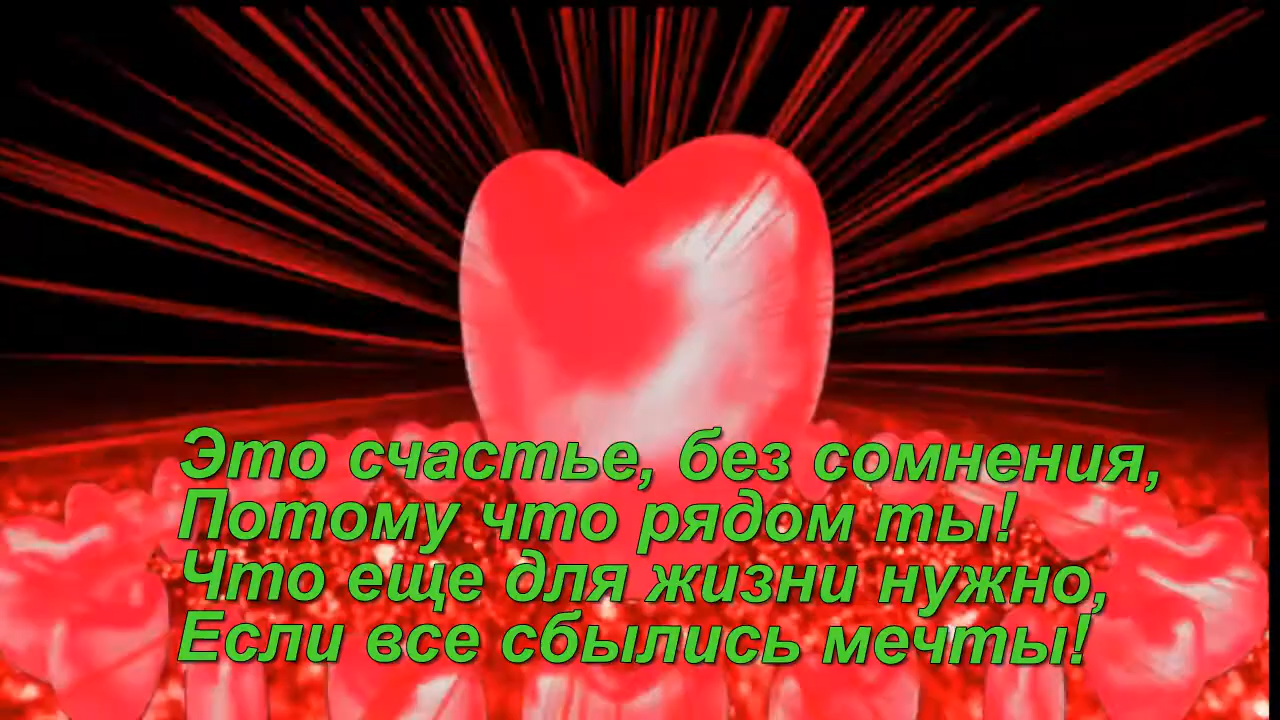 Это счастье, без сомнения,
Потому что рядом ты!
Что еще для жизни нужно,
Если все сбылись мечты!